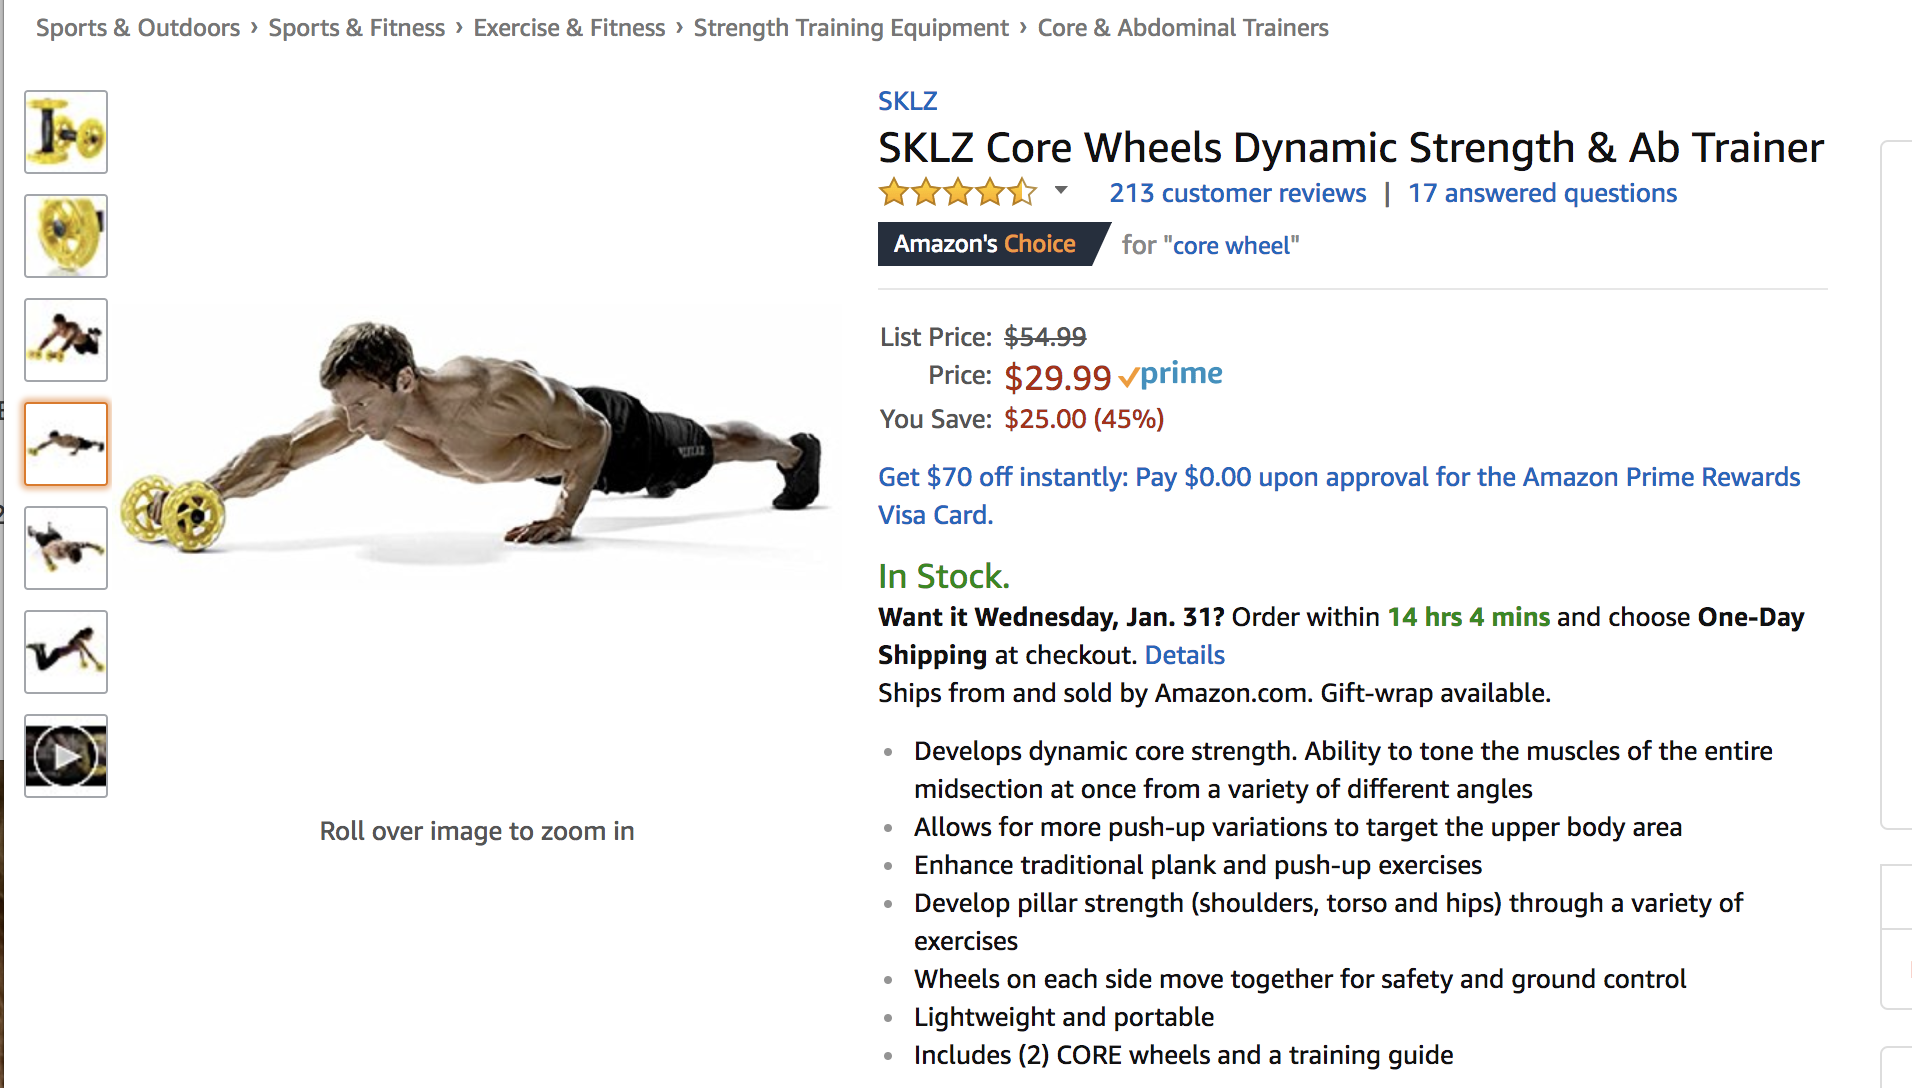 Sports & Outdoors › Sports & Fitness › Exercise & Fitness › Strength Training Equipment › Core & Abdominal Trainers
SKLZ
SKLZ Core Wheels Dynamic Strength & Ab Trainer
213 customer reviews | 17 answered questions
Amazon's Choice for "core wheel"
List Price: $54.99
Price: $29.99 prime
You Save: $25.00 (45%)
Get $70 off instantly: Pay $0.00 upon approval for the Amazon Prime Rewards
Visa Card.
In Stock.
Want it Wednesday, Jan. 31? Order within 14 hrs 4 mins and choose One-Day
Shipping at checkout. Details
Ships from and sold by Amazon.com. Gift-wrap available.
• Develops dynamic core strength. Ability to tone the muscles of the entire
midsection at once from a variety of different angles
• Allows for more push-up variations to target the upper body area
• Enhance traditional plank and push-up exercises
• Develop pillar strength (shoulders, torso and hips) through a variety of
exercises
• Wheels on each side move together for safety and ground control
• Lightweight and portable
• Includes (2) CORE wheels and a training guide
Roll over image to zoom in